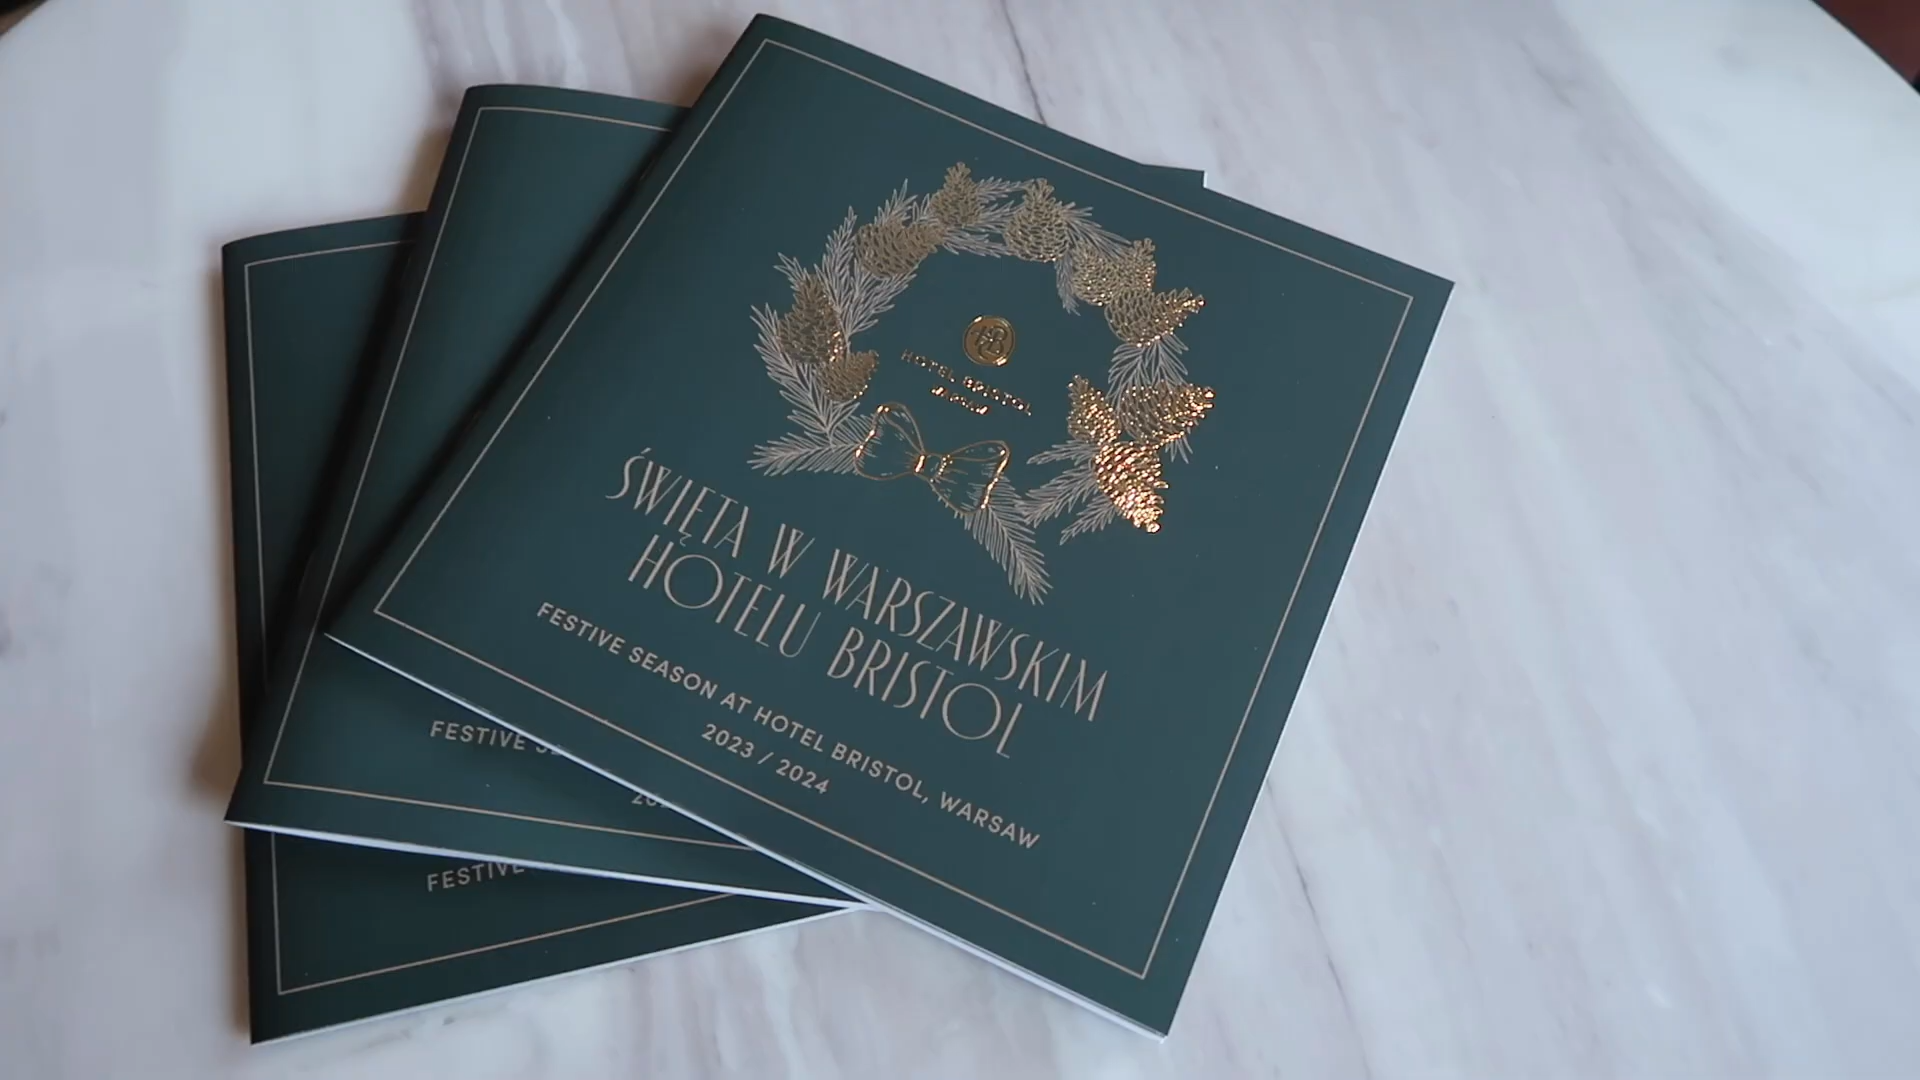 HOTEL BRISTOL
ŚWIĘTA W WARSZAWSKIM
HOTELU BRISTOL
FESTIVE SEASON AT HOTEL BRISTOL, WARSAW
2023 / 2024
FESTIVE
FESTIVE